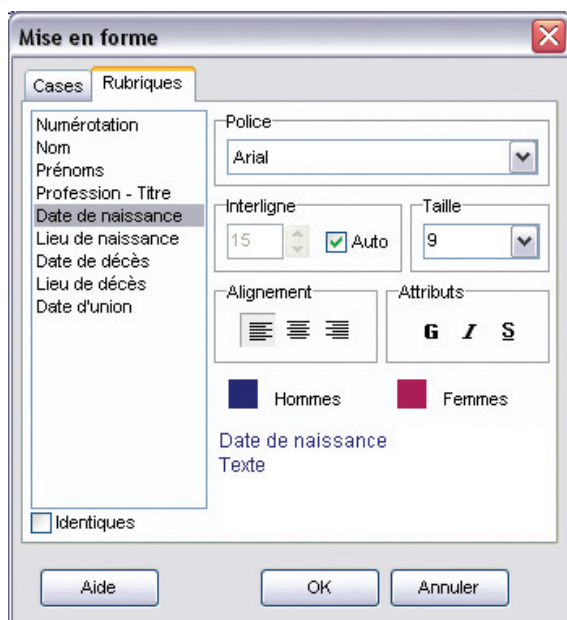 Mise en forme
Cases Rubriques
Numérotation
Nom
Prénoms
Profession - Titre
Date de naissance
Lieu de naissance
Date de décès
Lieu de décès
Date d'union
Identiques
Police
Arial
Interligne
15
Auto
Taille
9
Alignement
Attributs
G I S
Hommes
Femmes
Date de naissance
Texte
Aide OK Annuler